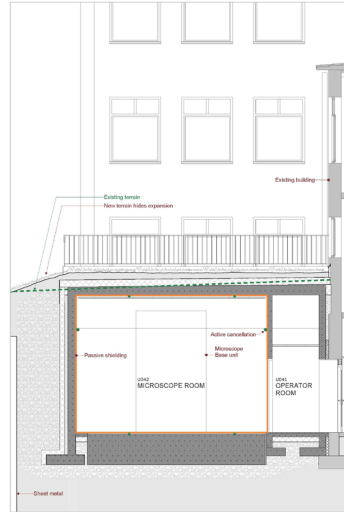 Existing building
Existing terrain
New terrain hides expansion
Active cancellation
Passive shielding
Microscope
Base unit
U042
MICROSCOPE ROOM
U041
OPERATOR
ROOM
Sheet metal